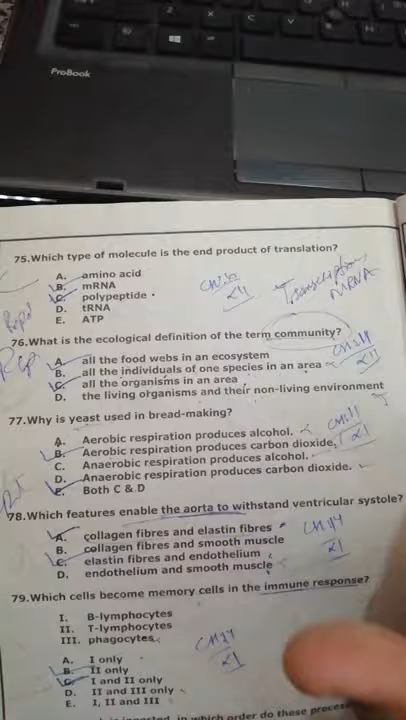 ProBook
75.Which type of molecule is the end product of translation?
A. amino acid
B. mRNA
C. polypeptide
D. tRNA
E. ATP
Transcription
mRNA
76.What is the ecological definition of the term community?
A. all the food webs in an ecosystem
B. all the individuals of one species in an area
C. all the organisms in an area
D. the living organisms and their non-living environment
77.Why is yeast used in bread-making?
A. Aerobic respiration produces alcohol.
B. Aerobic respiration produces carbon dioxide.
C. Anaerobic respiration produces alcohol.
D. Anaerobic respiration produces carbon dioxide.
E. Both C & D
78.Which features enable the aorta to withstand ventricular systole?
A. collagen fibres and elastin fibres
B. collagen fibres and smooth muscle
C. elastin fibres and endothelium
D. endothelium and smooth muscle
79.Which cells become memory cells in the immune response?
I. B-lymphocytes
II. T-lymphocytes
III. phagocytes
A. I only
B. II only
C. I and II only
D. II and III only
E. I, II and III
in which order do these